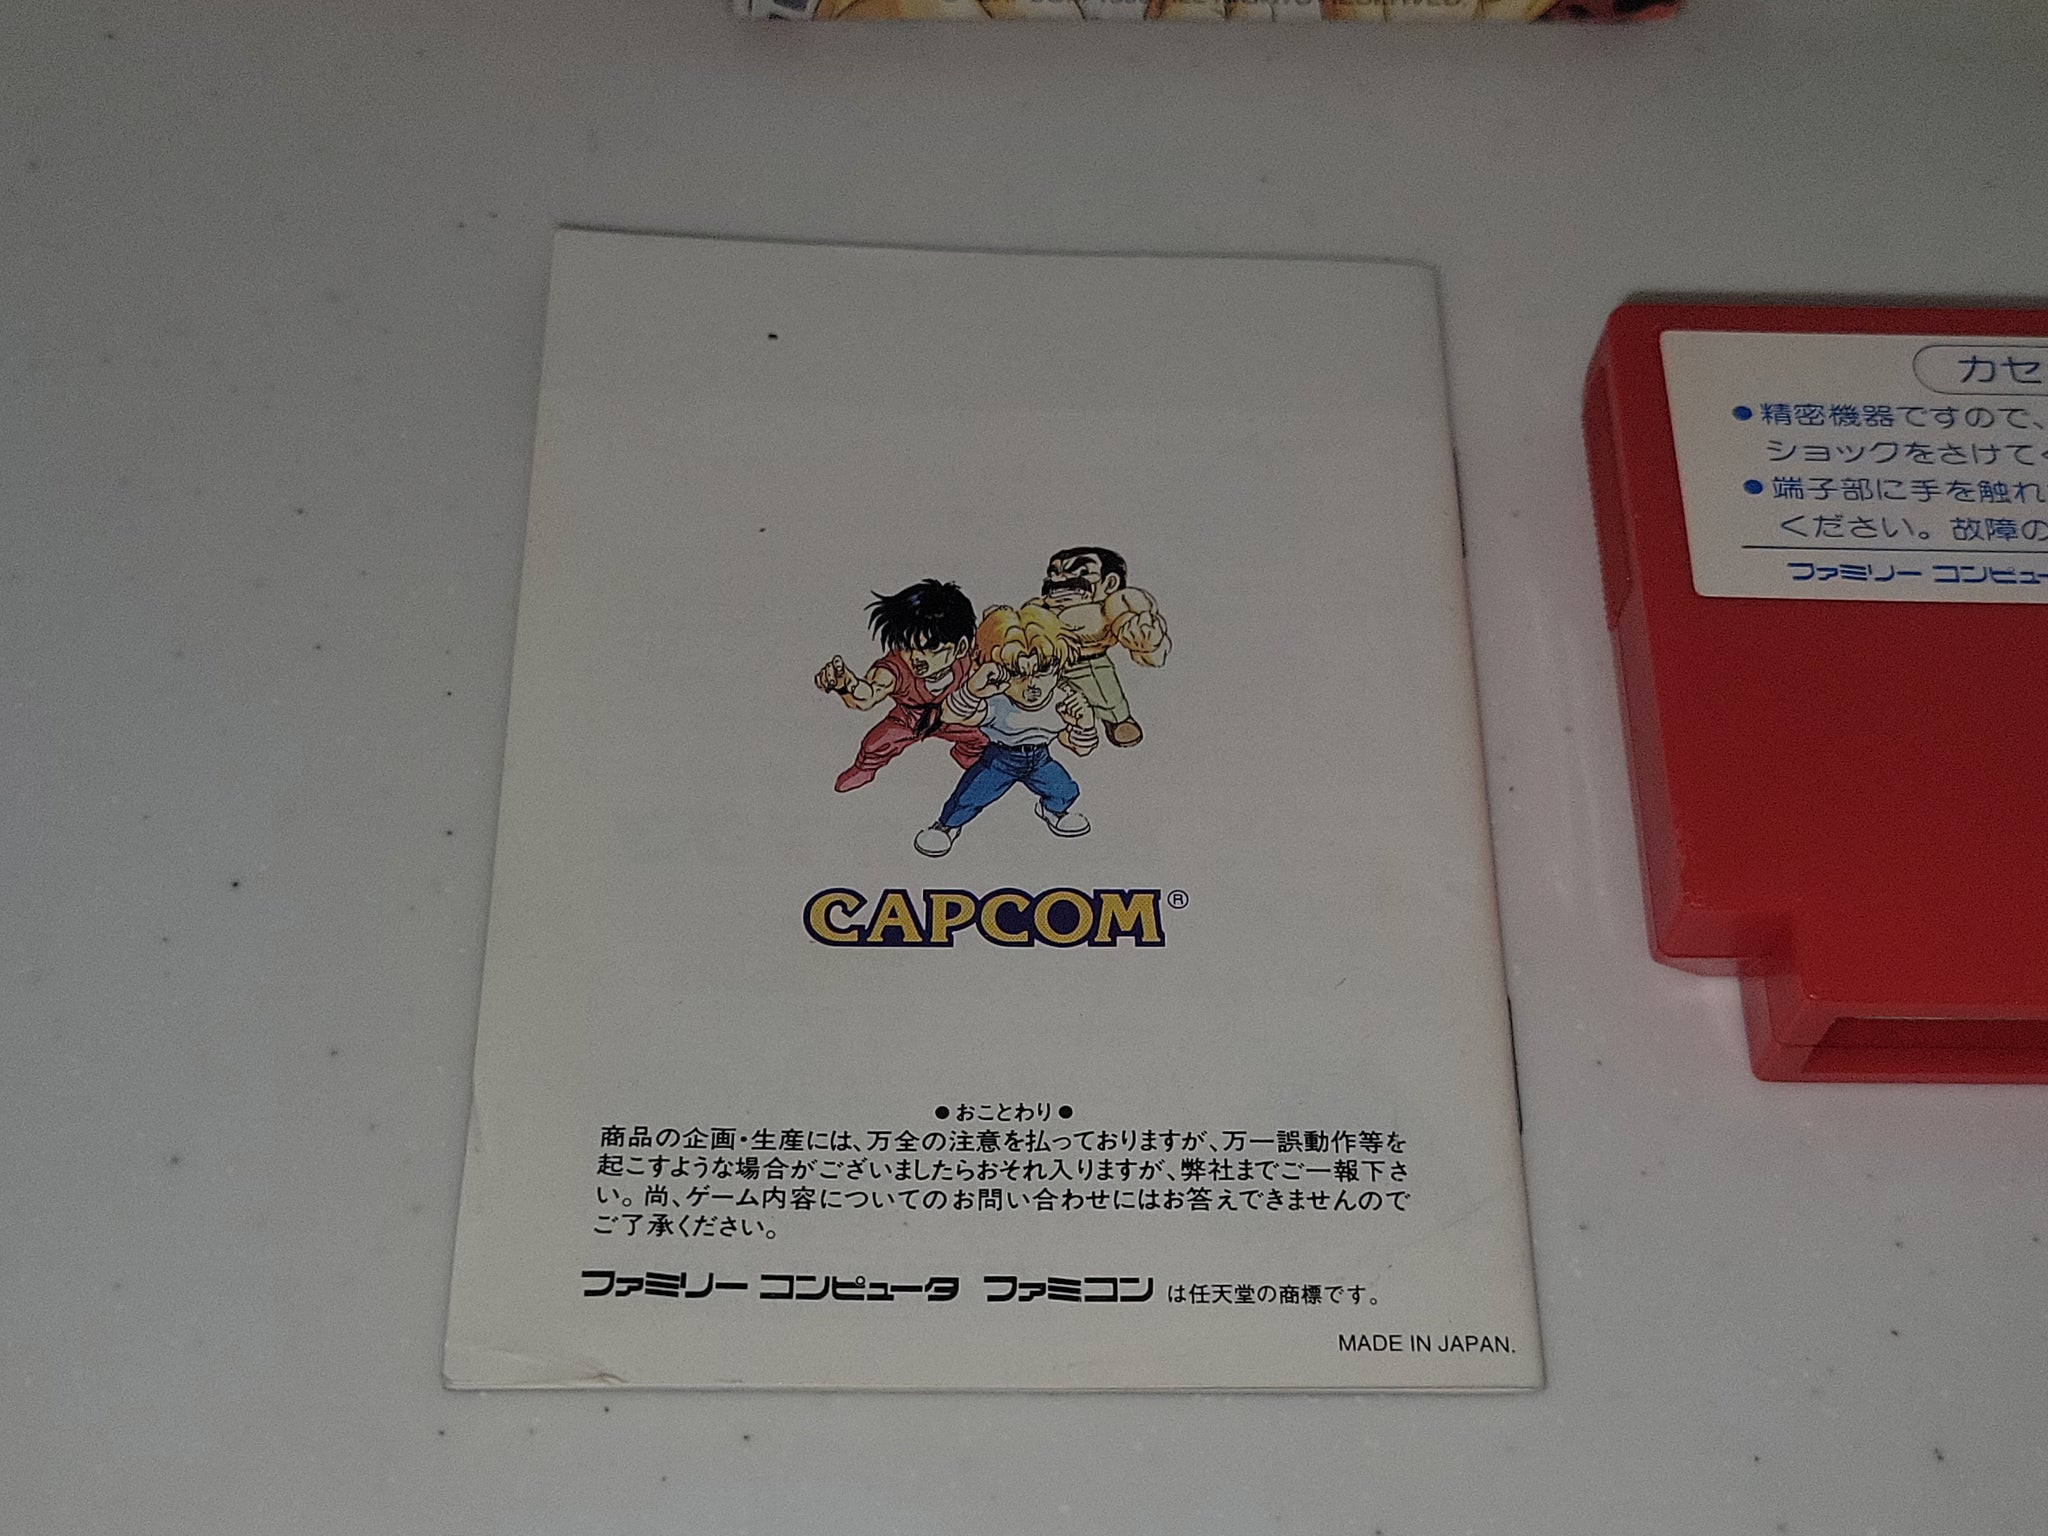 ALL RIGHTS RESERVED
CAPCOM®
●おことわり●
商品の企画・生産には、万全の注意を払っておりますが、万一誤動作等を
起こすような場合がございましたらおそれ入りますが、弊社までご一報下さ
い。尚、ゲーム内容についてのお問い合わせにはお答えできませんので
ご了承ください。
ファミリー コンピュータ ファミコン は任天堂の商標です。
MADE IN JAPAN.
カセ
●精密機器ですので、
ショックをさけて
●端子部に手を触れ
ください。故障の
ファミリー コンピュー